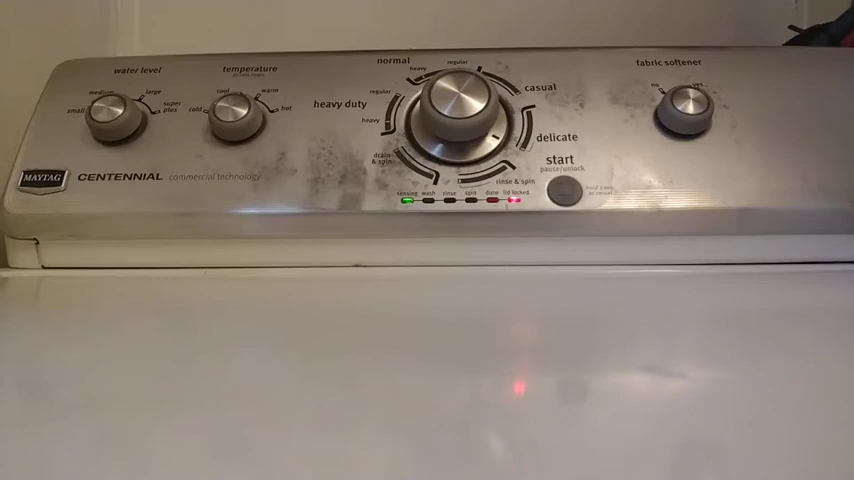 water level
small
medium
large
super
plus
temperature
cold
cool
warm
hot
normal
heavy
regular
casual
heavy duty
regular
heavy
delicate
drain
& spin
rinse & spin
sensing wash rinse spin done lid locked
start
pause/unlock
fabric softener
no
yes
MAYTAG
CENTENNIAL commercial technology